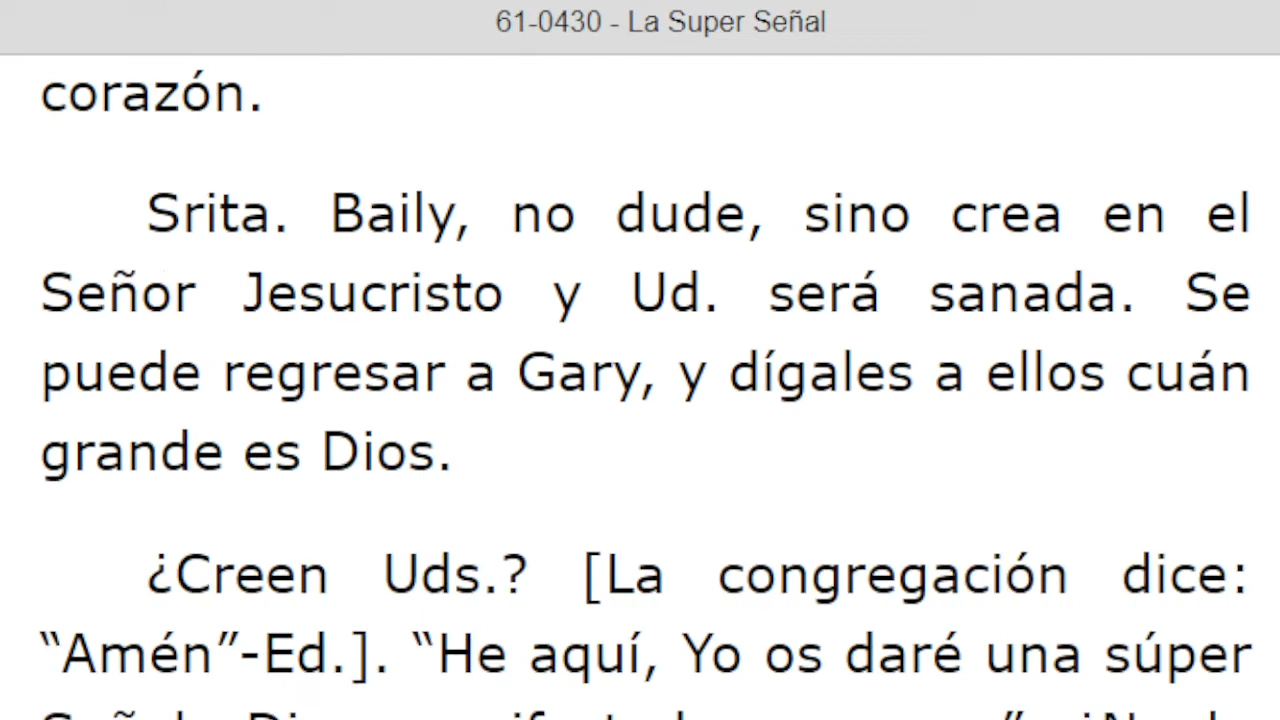 61-0430 - La Super Señal
corazón.
Srita. Baily, no dude, sino crea en el
Señor Jesucristo y Ud. será sanada. Se
puede regresar a Gary, y dígales a ellos cuán
grande es Dios.
¿Creen Uds.? [La congregación dice:
“Amén”-Ed.]. “He aquí, Yo os daré una súper